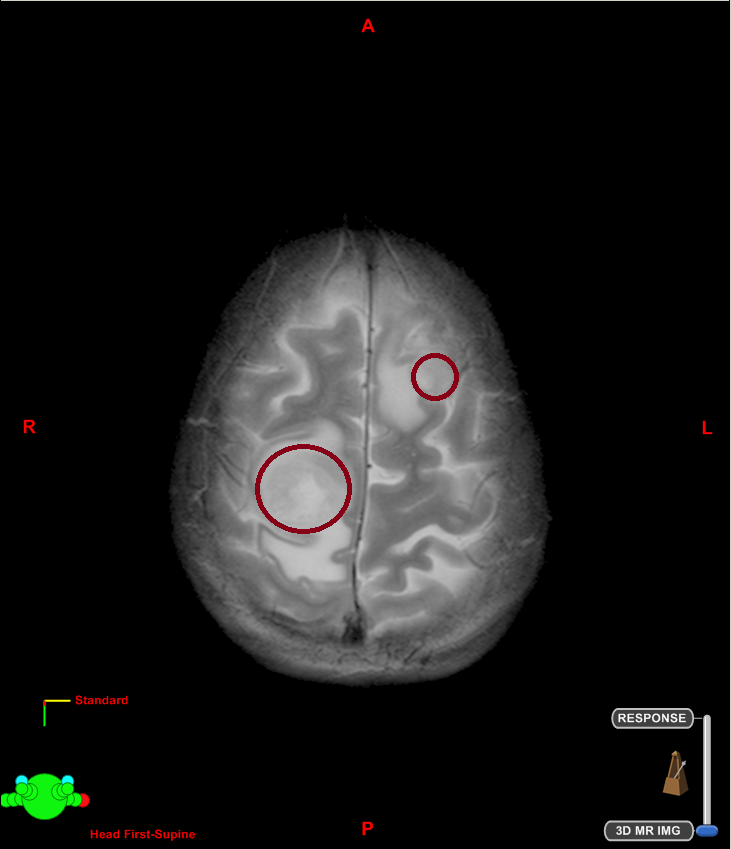 A
R
L
Standard
RESPONSE
3D MR IMG
Head First-Supine
P